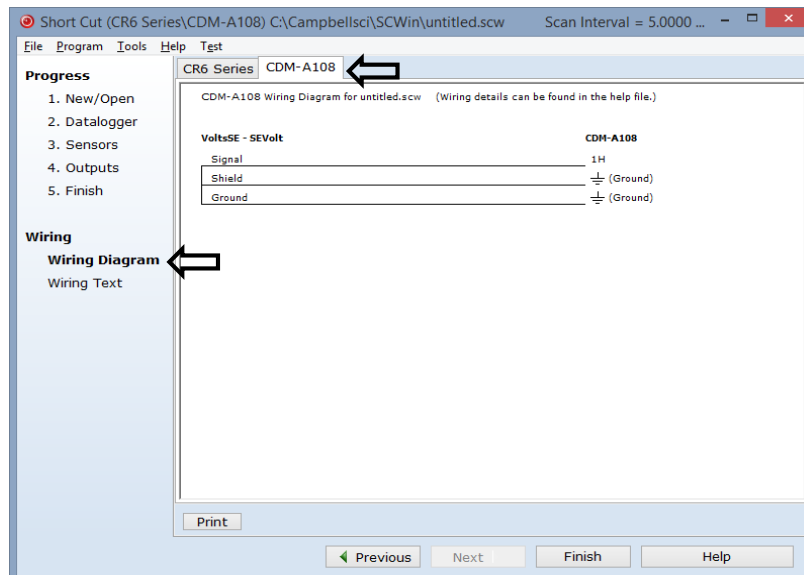 Short Cut (CR6 Series\CDM-A108) C:\Campbellsci\SCWin\untitled.scw Scan Interval = 5.0000 ...
File Program Tools Help Test
Progress
1. New/Open
2. Datalogger
3. Sensors
4. Outputs
5. Finish
Wiring
Wiring Diagram
Wiring Text
CR6 Series CDM-A108
CDM-A108 Wiring Diagram for untitled.scw (Wiring details can be found in the help file.)
VoltsSE - SEVolt CDM-A108
Signal 1H
Shield (Ground)
Ground (Ground)
Print
Previous Next Finish Help